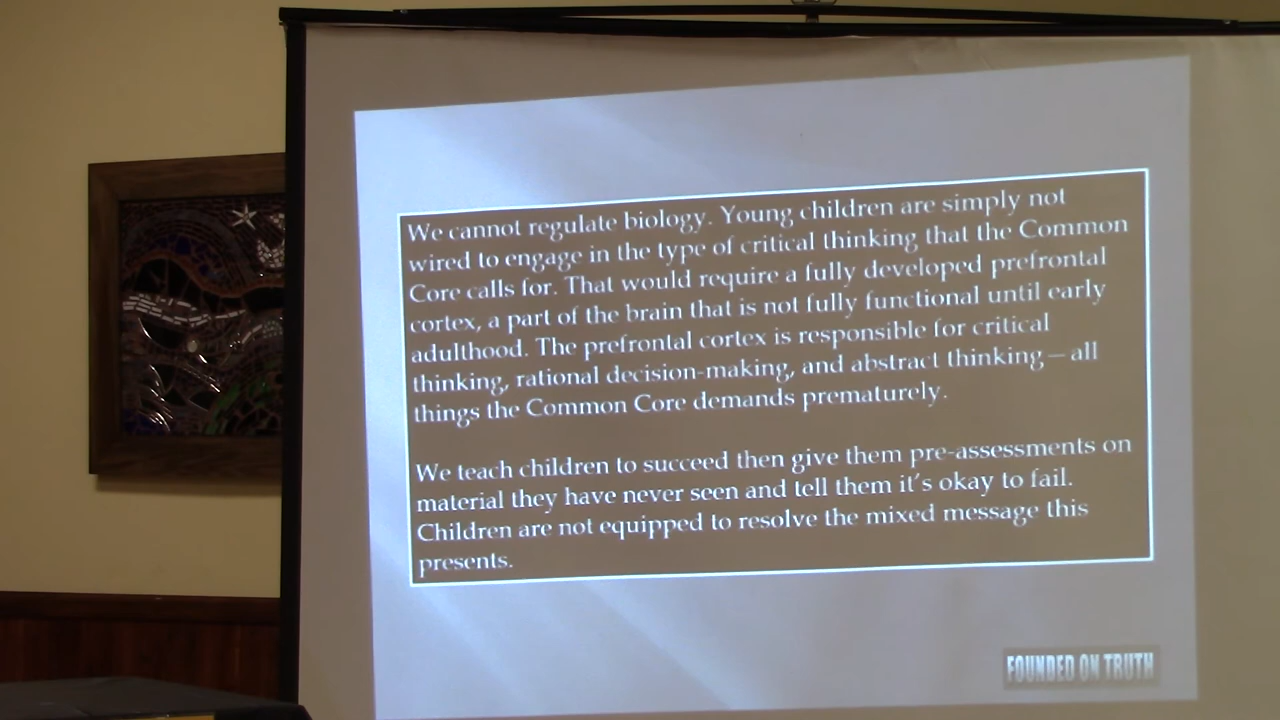 We cannot regulate biology. Young children are simply not
wired to engage in the type of critical thinking that the Common
Core calls for. That would require a fully developed prefrontal
cortex, a part of the brain that is not fully functional until early
adulthood. The prefrontal cortex is responsible for critical
thinking, rational decision-making, and abstract thinking—all
things the Common Core demands prematurely.
We teach children to succeed then give them pre-assessments on
material they have never seen and tell them it's okay to fail.
Children are not equipped to resolve the mixed message this
presents.
FOUNDED ON TRUTH